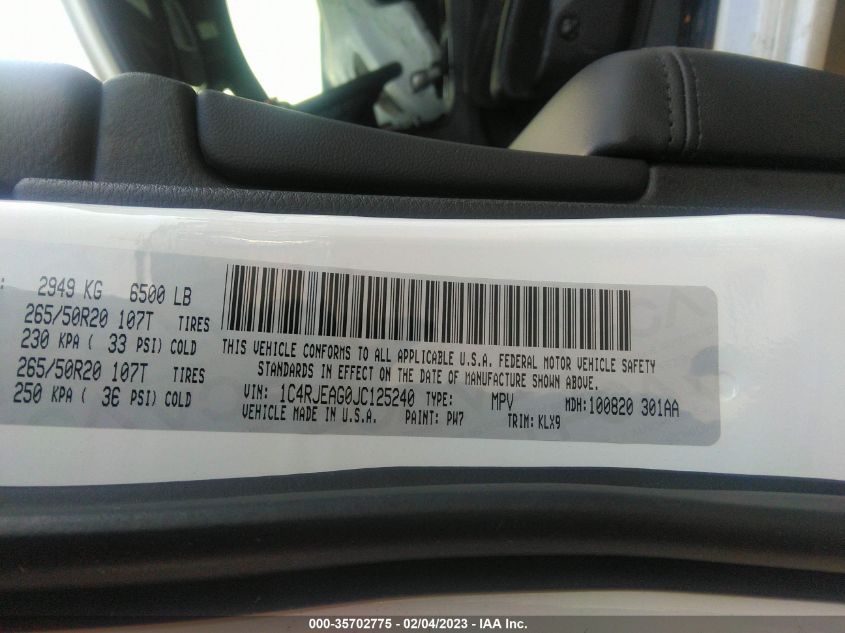 2949 KG 6500 LB
265/50R20 107T TIRES
230 KPA ( 33 PSI) COLD
265/50R20 107T TIRES
250 KPA ( 36 PSI) COLD
THIS VEHICLE CONFORMS TO ALL APPLICABLE U.S.A. FEDERAL MOTOR VEHICLE SAFETY
STANDARDS IN EFFECT ON THE DATE OF MANUFACTURE SHOWN ABOVE.
VIN: 1C4RJEAG0JC125240 TYPE: MPV MDH:100820 301AA
VEHICLE MADE IN U.S.A. PAINT: PW7 TRIM: KLX9
000-35702775 - 02/04/2023 - IAA Inc.